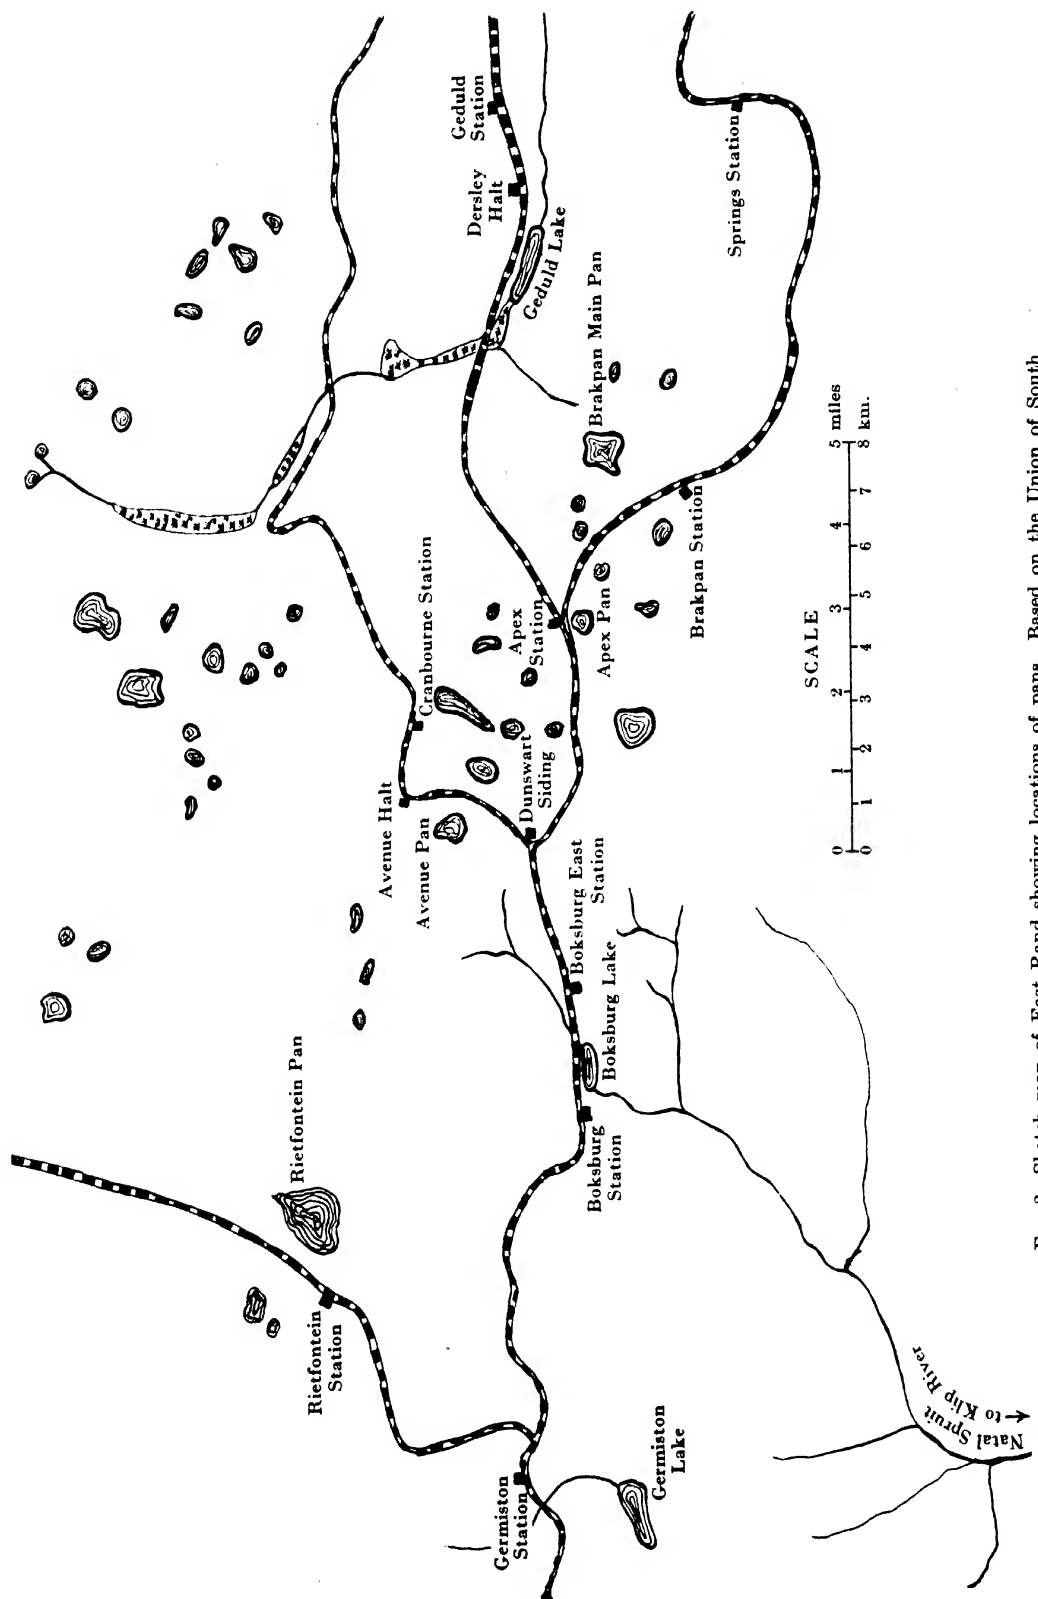 Geduld
Station
Dersley
Halt
Geduld Lake
Springs Station
Brakpan Main Pan
Brakpan Station
Cranbourne Station
Apex
Station
Apex Pan
Avenue Halt
Avenue Pan
Dunswart
Siding
Boksburg East
Station
Boksburg Lake
Boksburg
Station
Rietfontein Pan
Rietfontein
Station
Germiston
Station
Germiston
Lake
Natal Spruit
to Klip River
SCALE
0 1 2 3 4 5 miles
0 1 2 3 4 5 6 7 8 km.
Sketch map of East Rand showing locations of pans. Based on the Union of South